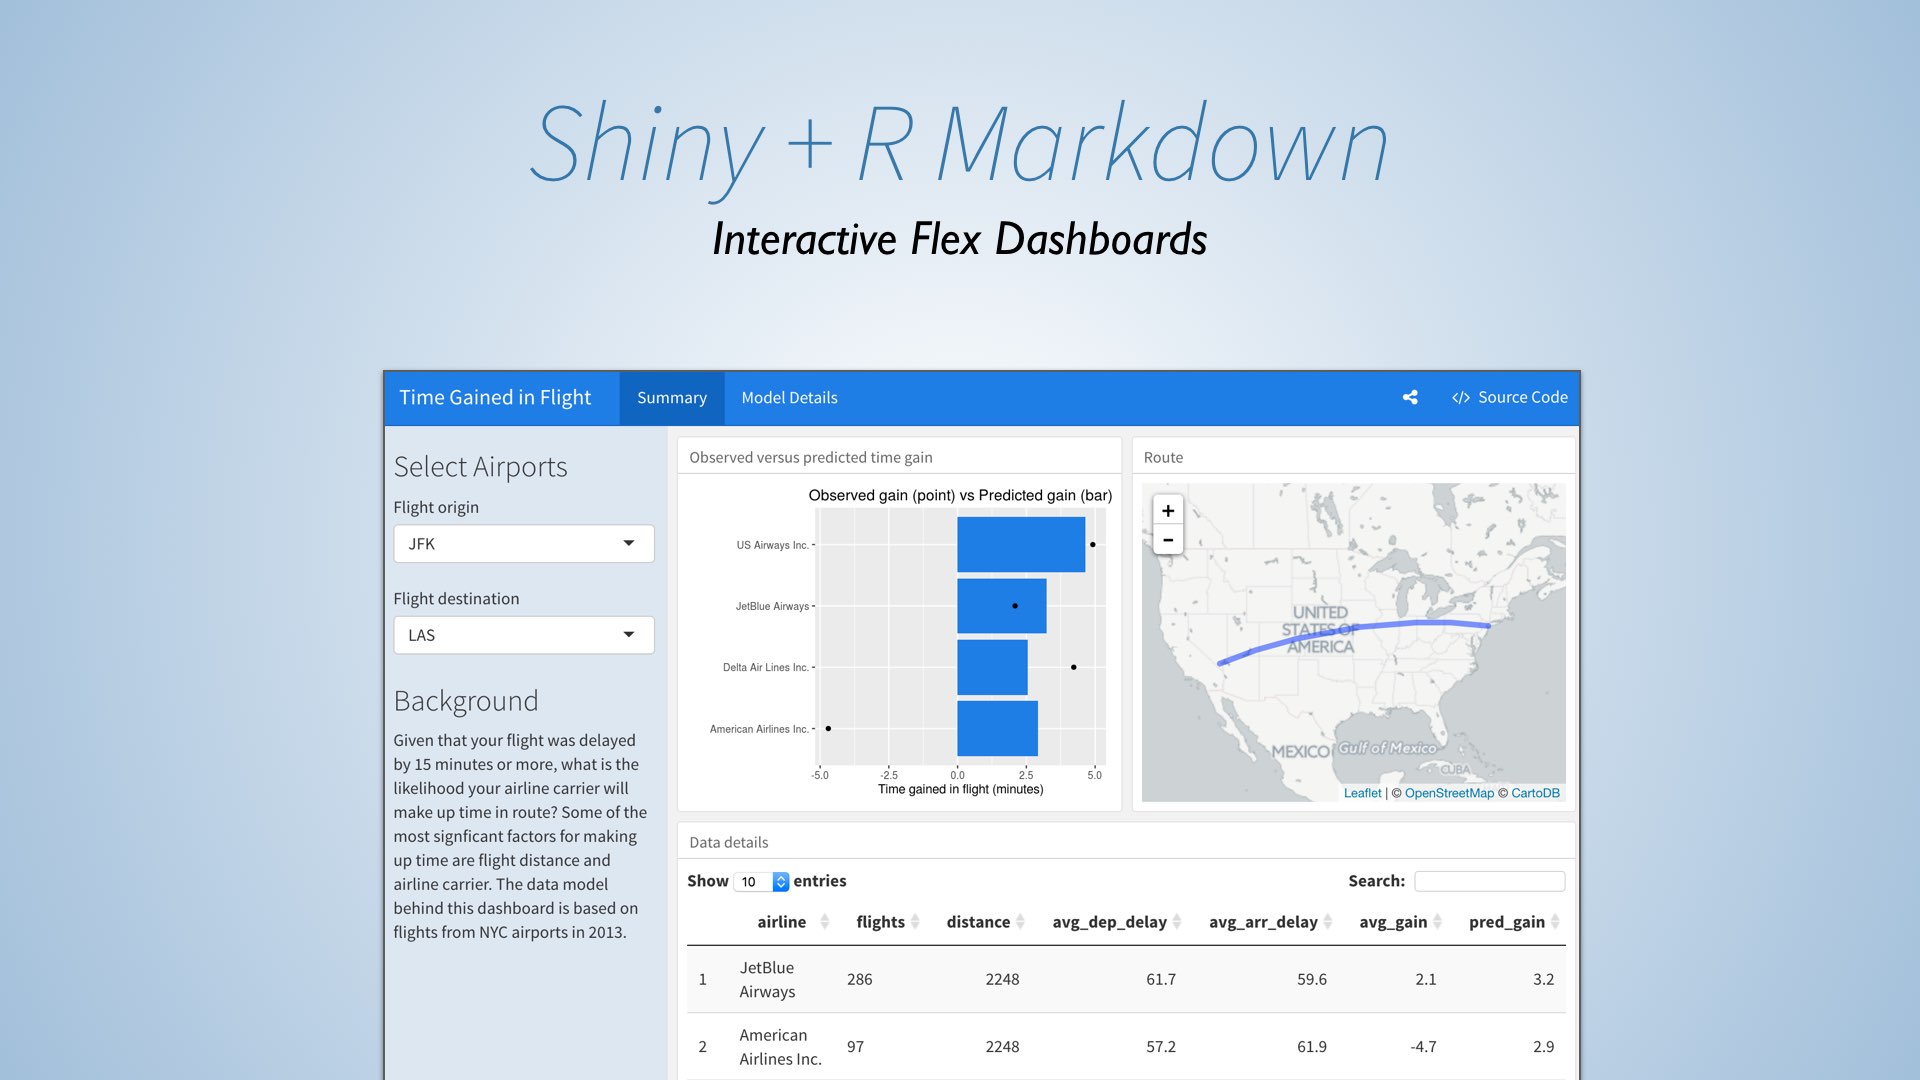 Shiny + R Markdown
Interactive Flex Dashboards
Time Gained in Flight
Summary
Model Details
</> Source Code
Select Airports
Flight origin
JFK
Flight destination
LAS
Background
Given that your flight was delayed
by 15 minutes or more, what is the
likelihood your airline carrier will
make up time in route? Some of the
most signficant factors for making
up time are flight distance and
airline carrier. The data model
behind this dashboard is based on
flights from NYC airports in 2013.
Observed versus predicted time gain
Observed gain (point) vs Predicted gain (bar)
US Airways Inc.
JetBlue Airways
Delta Air Lines Inc.
American Airlines Inc.
-5.0 -2.5 0.0 2.5 5.0
Time gained in flight (minutes)
Route
+
-
UNITED
STATES OF
AMERICA
MEXICO
Gulf of Mexico
CUBA
Leaflet | © OpenStreetMap © CartoDB
Data details
Show 10 entries
Search:
airline flights distance avg_dep_delay avg_arr_delay avg_gain pred_gain
1 JetBlue Airways 286 2248 61.7 59.6 2.1 3.2
2 American Airlines Inc. 97 2248 57.2 61.9 -4.7 2.9